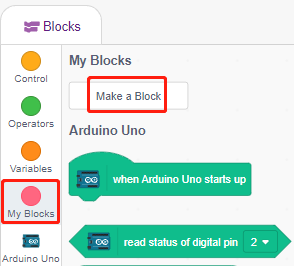 Blocks
My Blocks
Control
Make a Block
Operators
Arduino Uno
Variables
when Arduino Uno starts up
My Blocks
read status of digital pin 2
Arduino Uno